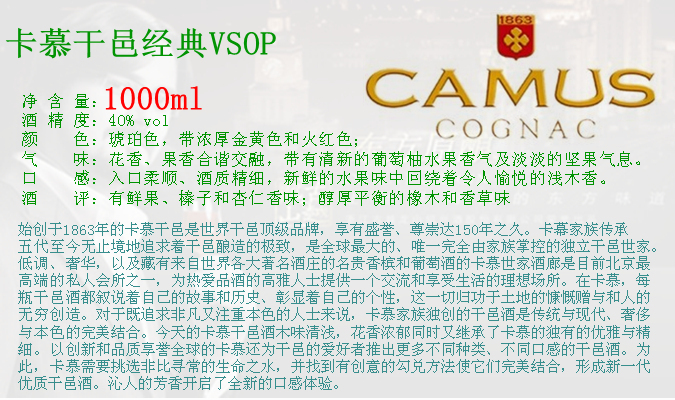 卡慕干邑经典VSOP
1863
CAMUS
COGNAC
净 含 量：1000ml
酒 精 度：40% vol
颜 色：琥珀色，带浓厚金黄色和火红色；
气 味：花香、果香合谐交融，带有清新的葡萄柚水果香气及淡淡的坚果气息。
口 感：入口柔顺、酒质精细，新鲜的水果味中回绕着令人愉悦的浅木香。
酒 评：有鲜果、榛子和杏仁香味；醇厚平衡的橡木和香草味
始创于1863年的卡慕干邑是世界干邑顶级品牌，享有盛誉、尊崇达150年之久。卡幕家族传承
五代至今无止境地追求着干邑酿造的极致，是全球最大的、唯一完全由家族掌控的独立干邑世家。
低调、奢华，以及藏有来自世界各大著名酒庄的名贵香槟和葡萄酒的卡慕世家酒廊是目前北京最
高端的私人会所之一，为热爱品酒的高雅人士提供一个交流和享受生活的理想场所。在卡慕，每
瓶干邑酒都叙说着自己的故事和历史、彰显着自己的个性，这一切归功于土地的慷慨赠与和人的
无穷创造。对于既追求非凡又注重本色的人士来说，卡慕家族独创的干邑酒是传统与现代、奢侈
与本色的完美结合。今天的卡慕干邑酒木味清浅，花香浓郁同时又继承了卡慕的独有的优雅与精
细。以创新和品质享誉全球的卡慕还为干邑的爱好者推出更多不同种类、不同口感的干邑酒。为
此，卡慕需要挑选非比寻常的生命之水，并找到有创意的勾兑方法使它们完美结合，形成新一代
优质干邑酒。沁人的芳香开启了全新的口感体验。